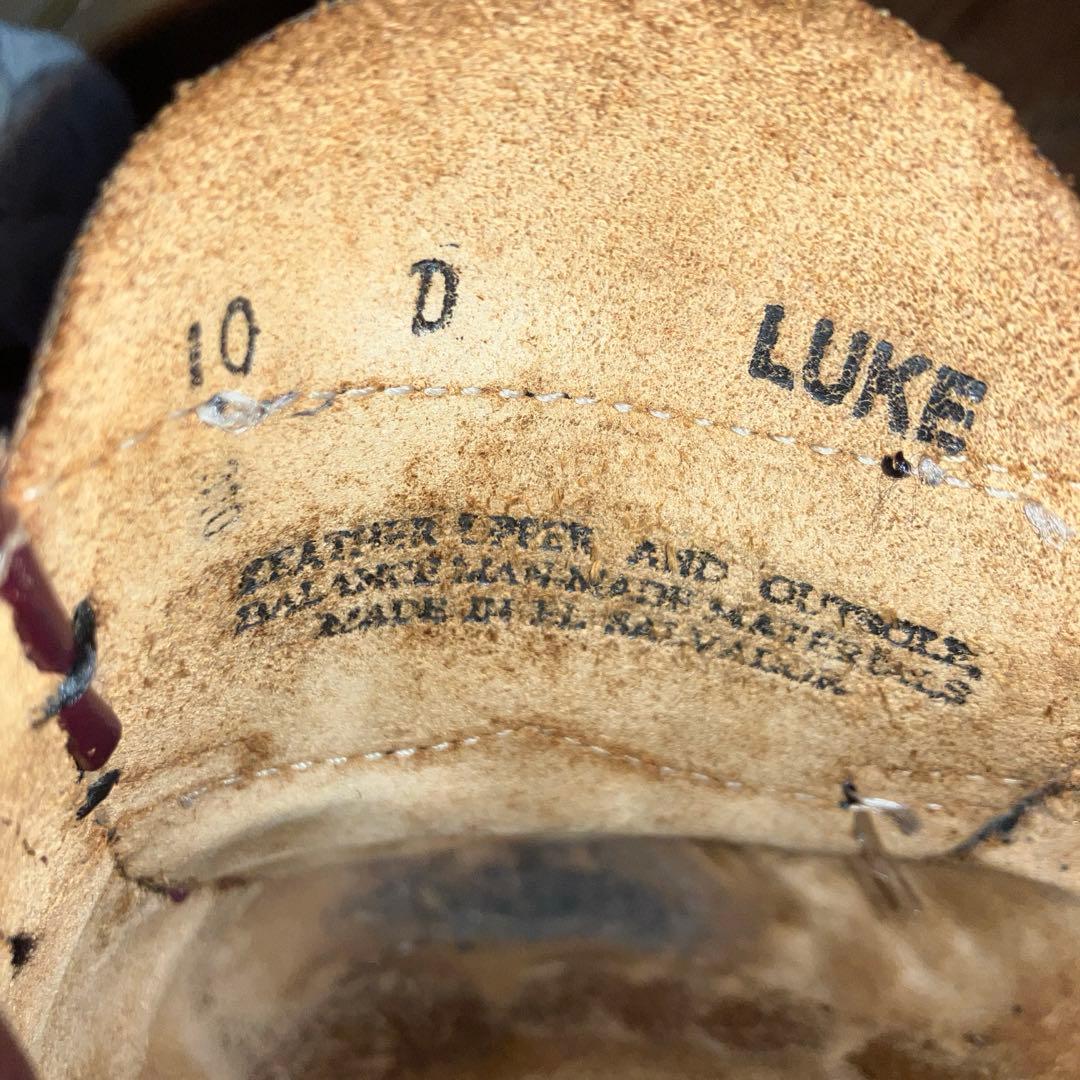 10 D LUKE
LEATHER UPPER AND OUTSOLE,
BALANCE MAN-MADE MATERIALS
MADE IN EL SALVADOR